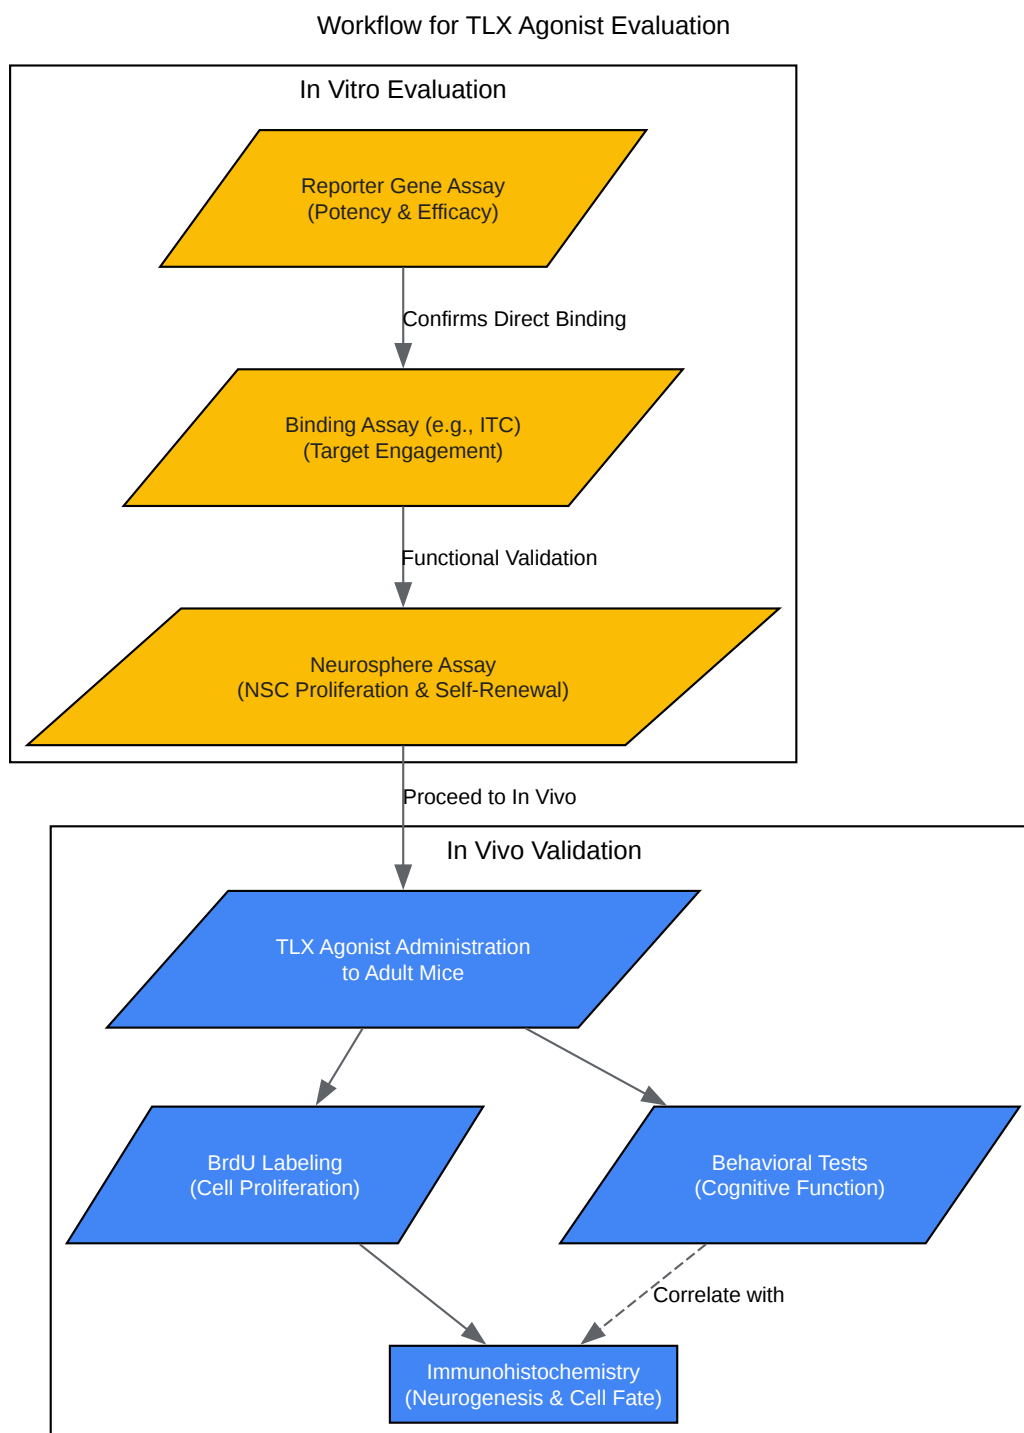 Workflow for TLX Agonist Evaluation
In Vitro Evaluation
Reporter Gene Assay
(Potency & Efficacy)
Confirms Direct Binding
Binding Assay (e.g., ITC)
(Target Engagement)
Functional Validation
Neurosphere Assay
(NSC Proliferation & Self-Renewal)
Proceed to In Vivo
In Vivo Validation
TLX Agonist Administration
to Adult Mice
BrdU Labeling
(Cell Proliferation)
Behavioral Tests
(Cognitive Function)
Correlate with
Immunohistochemistry
(Neurogenesis & Cell Fate)